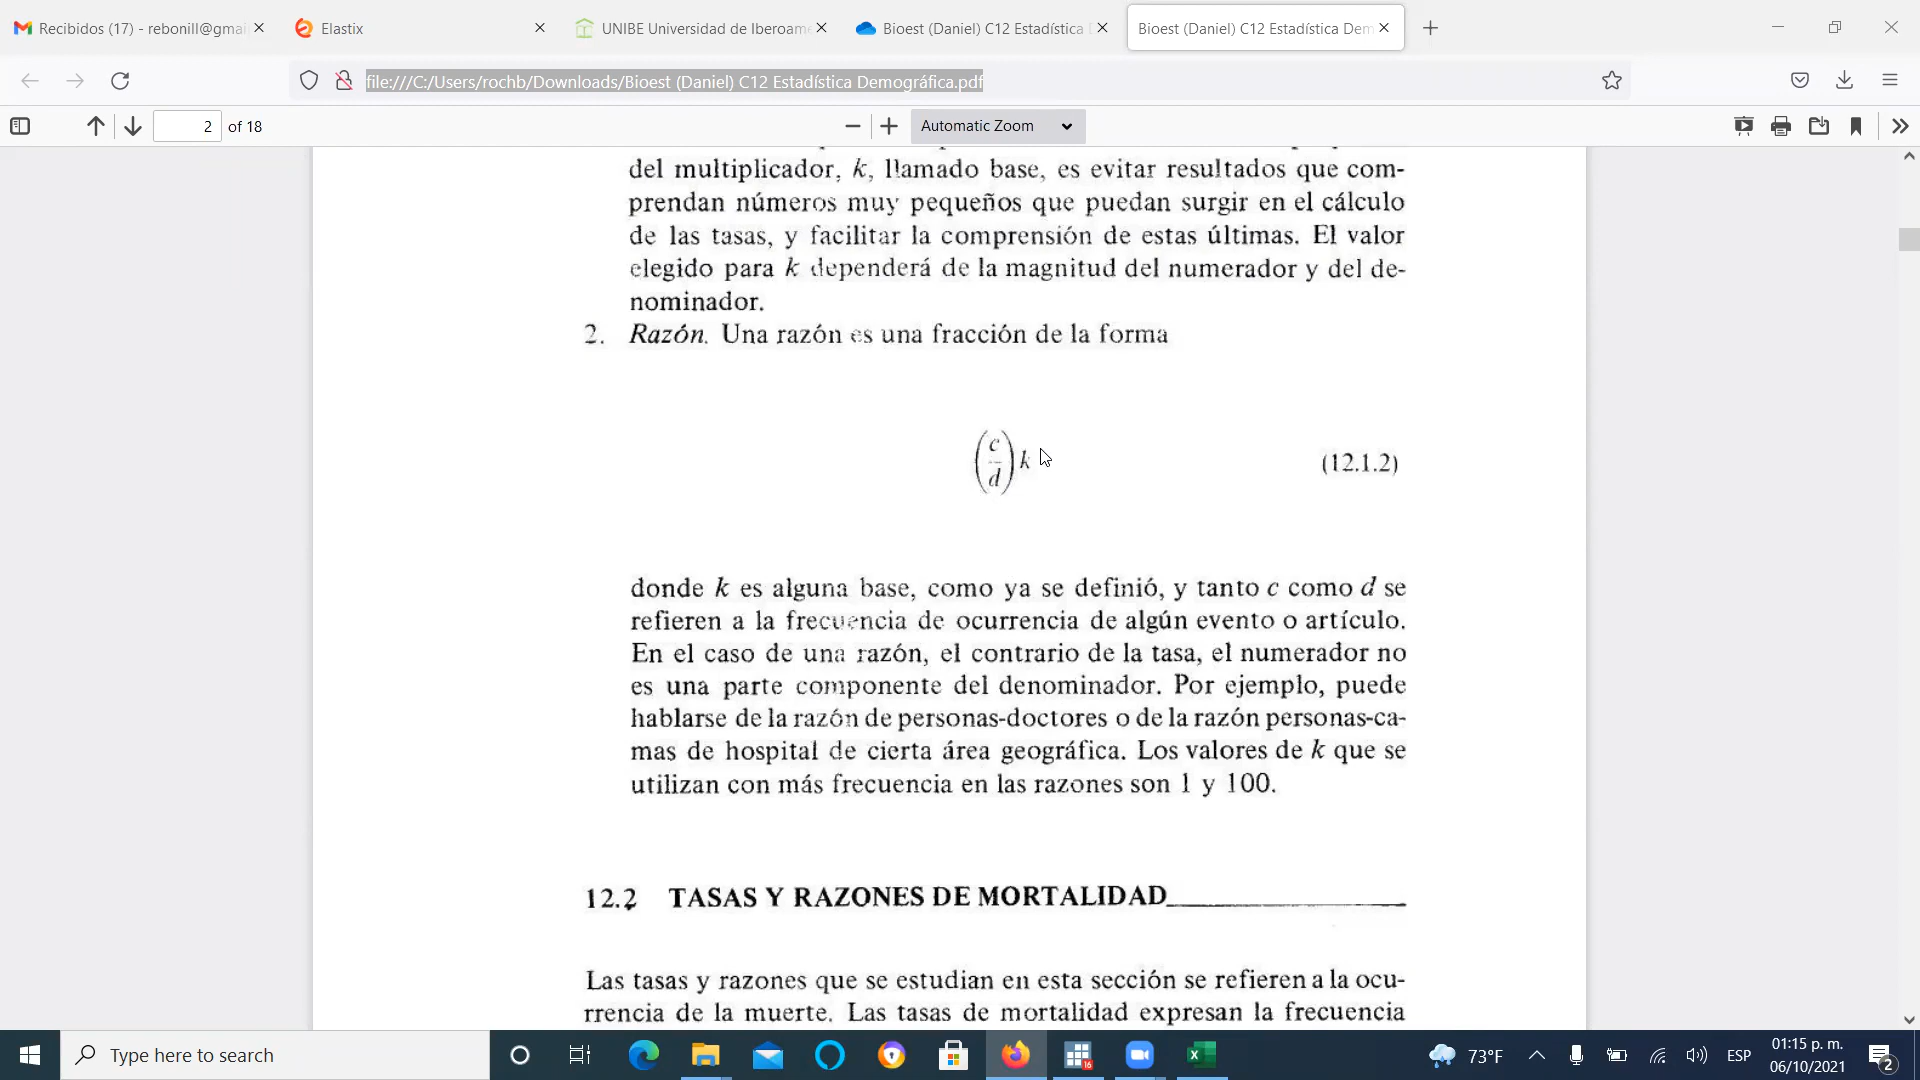 Recibidos (17) - rebonill@gmai
Elastix
UNIBE Universidad de Iberoame
Bioest (Daniel) C12 Estadística D
Bioest (Daniel) C12 Estadística Dem
file:///C:/Users/rochb/Downloads/Bioest (Daniel) C12 Estadística Demográfica.pdf
2 of 18
Automatic Zoom
del multiplicador, k, llamado base, es evitar resultados que com-
prendan números muy pequeños que puedan surgir en el cálculo
de las tasas, y facilitar la comprensión de estas últimas. El valor
elegido para k dependerá de la magnitud del numerador y del de-
nominador.
2. Razón. Una razón es una fracción de la forma
(c/d) k (12.1.2)
donde k es alguna base, como ya se definió, y tanto c como d se
refieren a la frecuencia de ocurrencia de algún evento o artículo.
En el caso de una razón, el contrario de la tasa, el numerador no
es una parte componente del denominador. Por ejemplo, puede
hablarse de la razón de personas-doctores o de la razón personas-ca-
mas de hospital de cierta área geográfica. Los valores de k que se
utilizan con más frecuencia en las razones son 1 y 100.
12.2 TASAS Y RAZONES DE MORTALIDAD
Las tasas y razones que se estudian en esta sección se refieren a la ocu-
rrencia de la muerte. Las tasas de mortalidad expresan la frecuencia
Type here to search
16
73°F
ESP
01:15 p. m.
06/10/2021
2